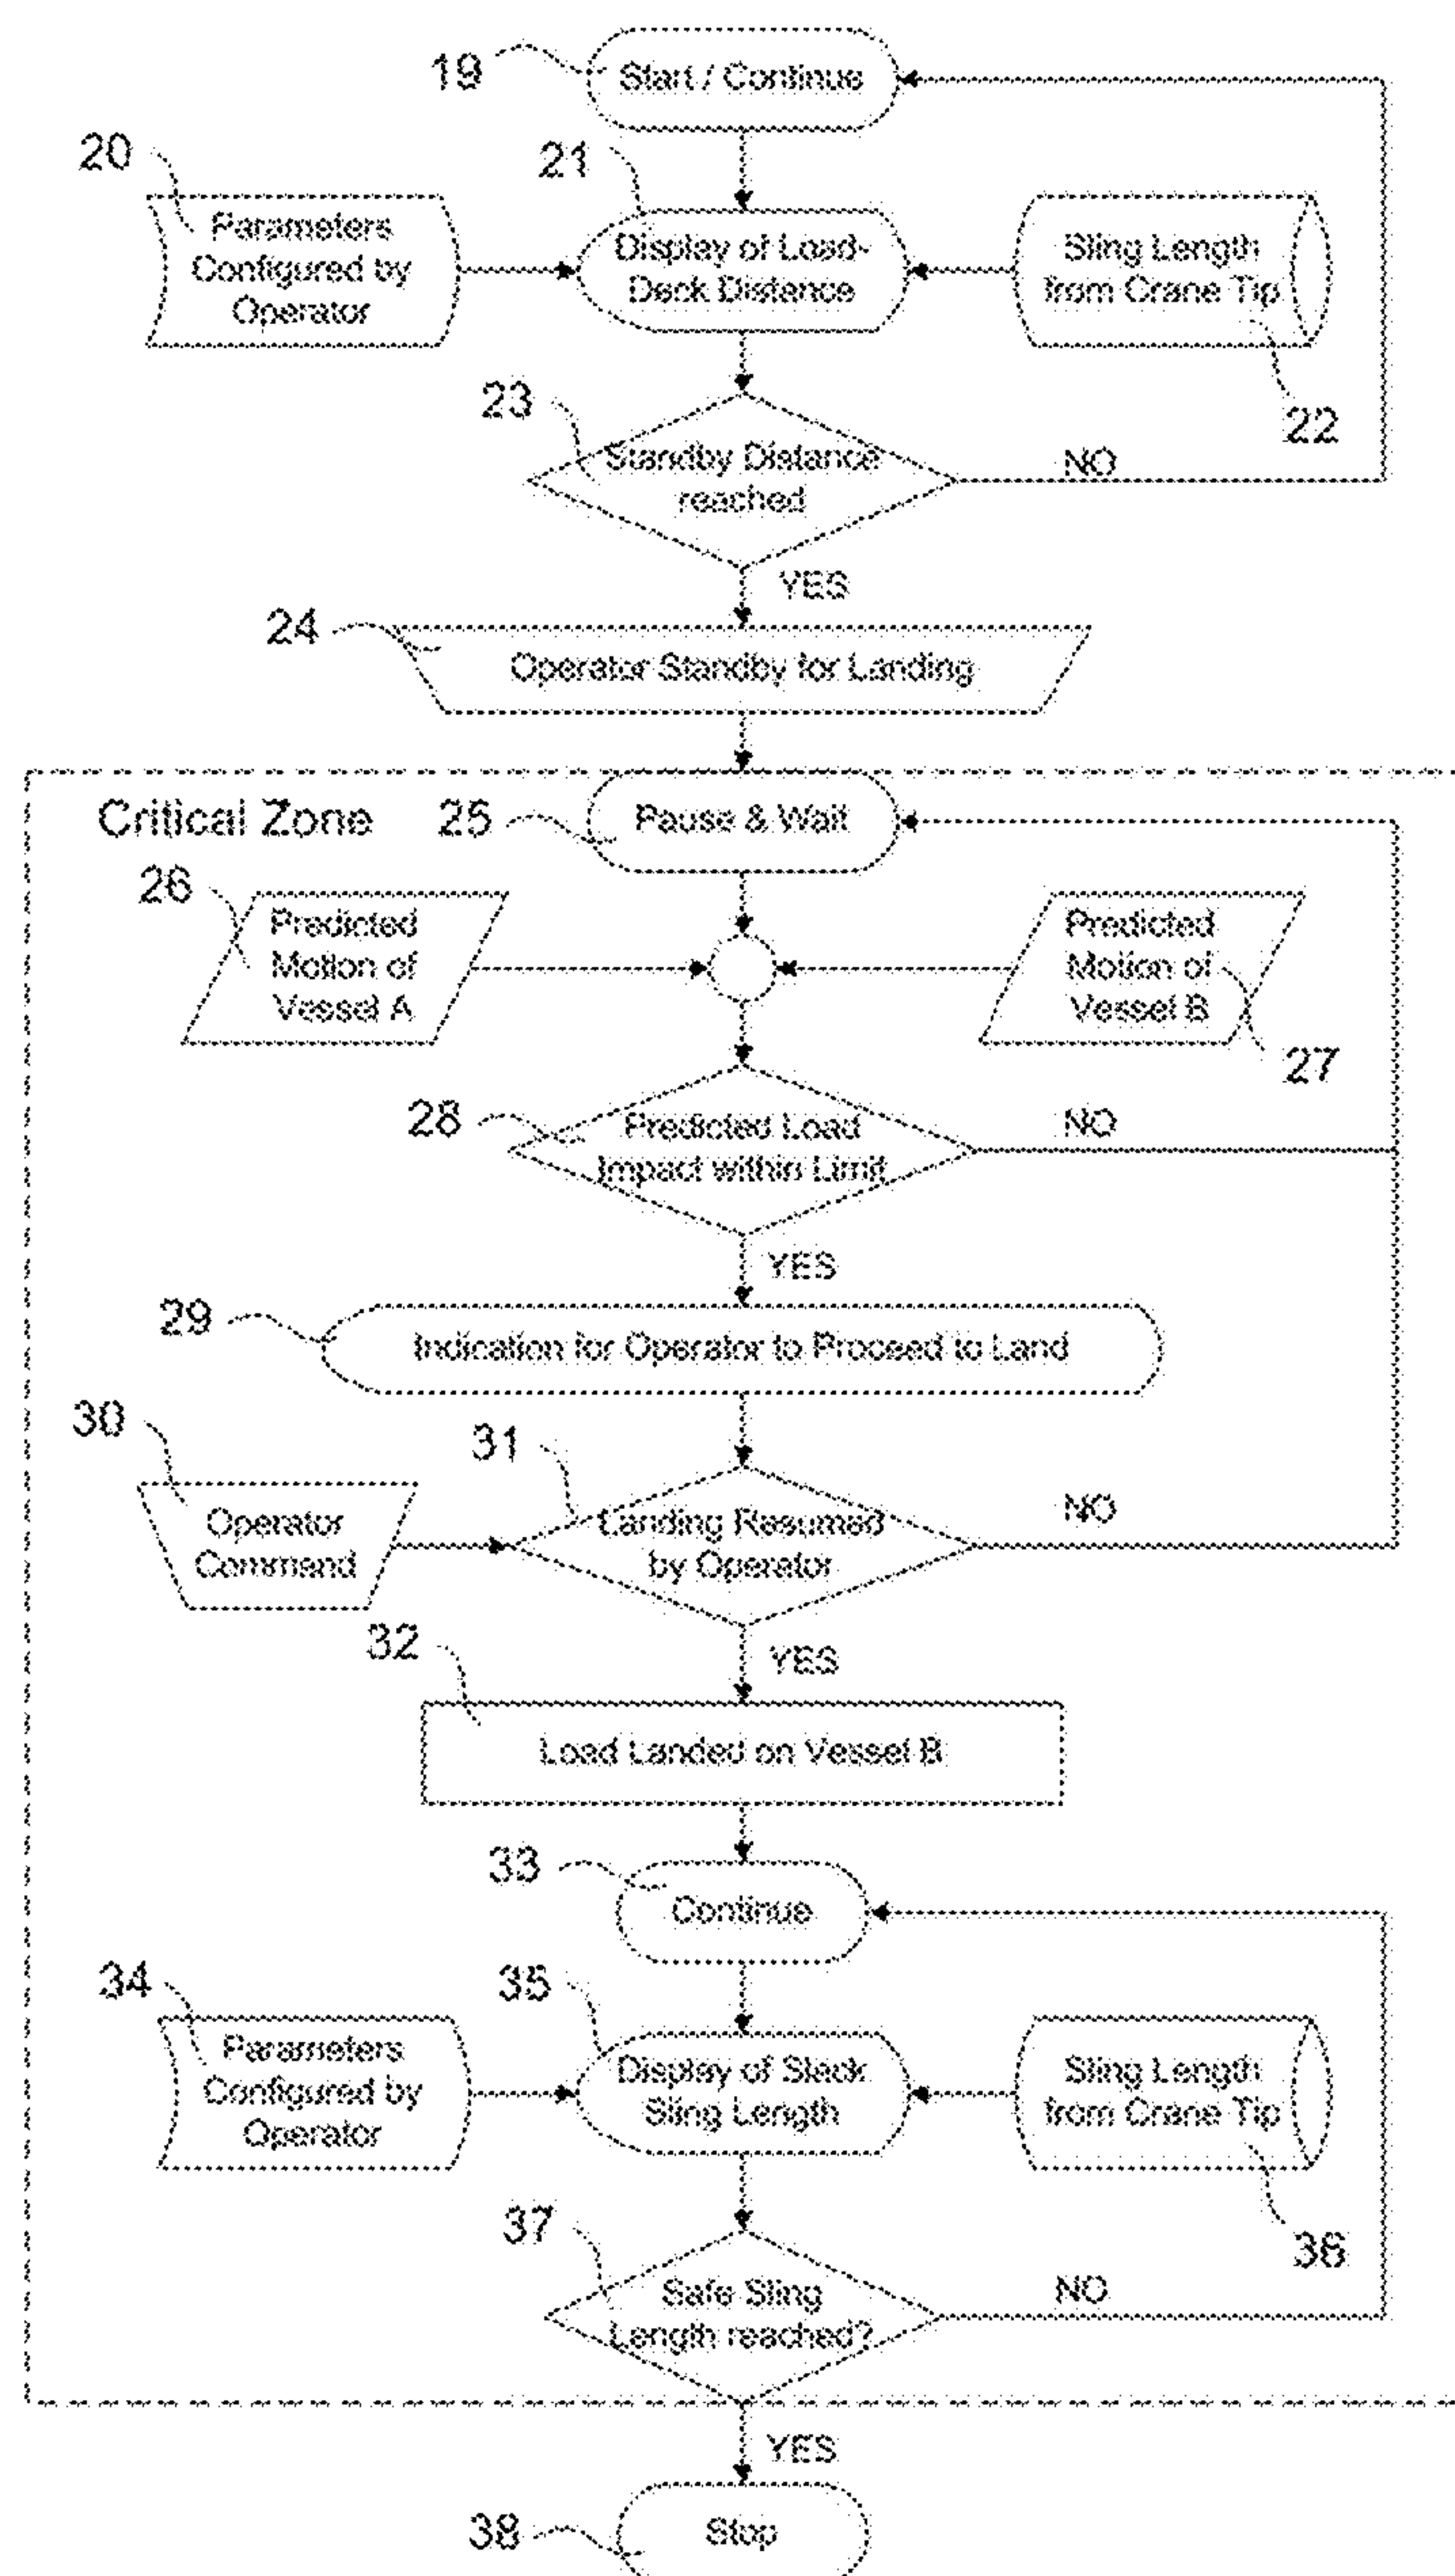 19
Start / Continue
20
21
Parameters
Configured by
Operator
Display of Load-
Deck Distance
Sling Length
from Crane Tip
22
23
Standby Distance
reached
NO
YES
24
Operator Standby for Landing
Critical Zone
25
Pause & Wait
26
Predicted
Motion of
Vessel A
Predicted
Motion of
Vessel B
27
28
Predicted Load
Impact within Limit
NO
YES
29
Indication for Operator to Proceed to Land
30
31
Operator
Command
Landing Resumed
by Operator
NO
YES
32
Load Landed on Vessel B
33
Continue
34
35
Parameters
Configured by
Operator
Display of Slack
Sling Length
Sling Length
from Crane Tip
36
37
Safe Sling
Length reached?
NO
YES
38
Stop